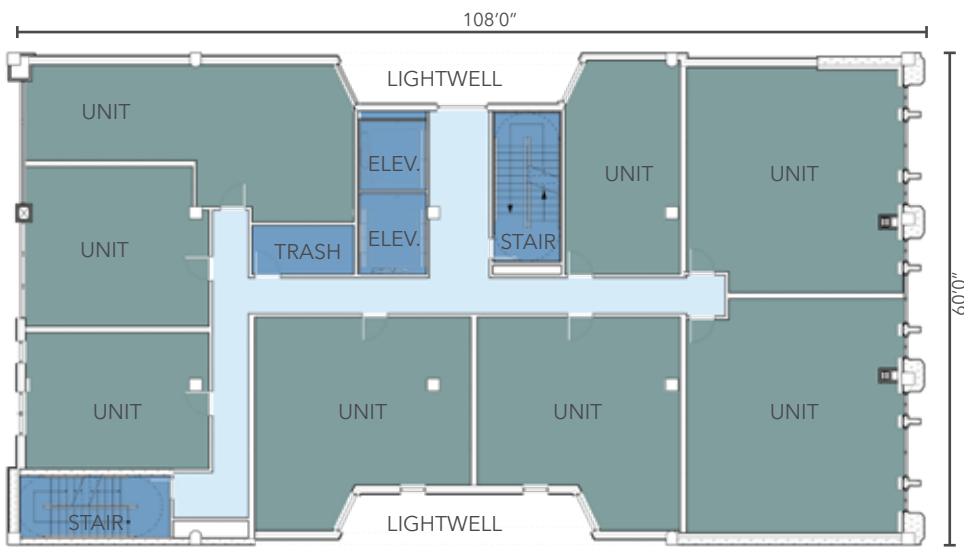 108'0”
LIGHTWELL
UNIT
ELEV.
UNIT
UNIT
UNIT
ELEV.
STAIR
TRASH
60'0”
UNIT
UNIT
UNIT
UNIT
STAIR
LIGHTWELL